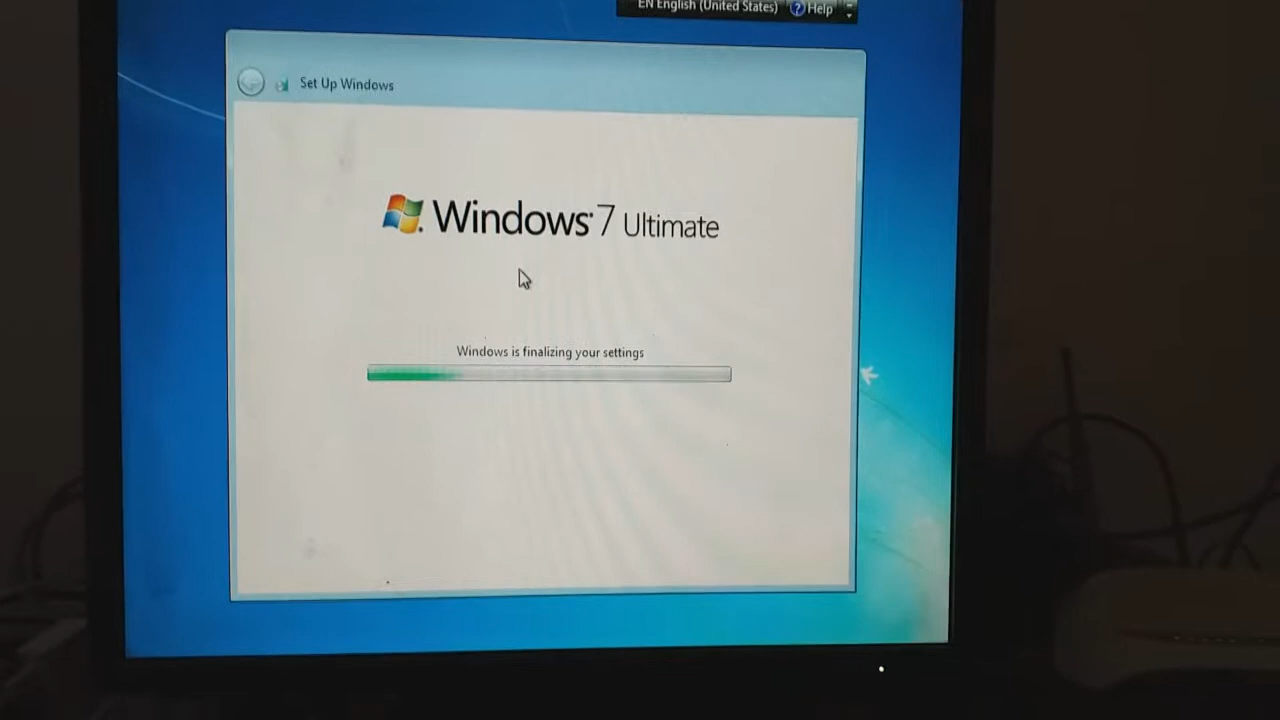 EN English (United States) ? Help
Set Up Windows
Windows 7 Ultimate
Windows is finalizing your settings